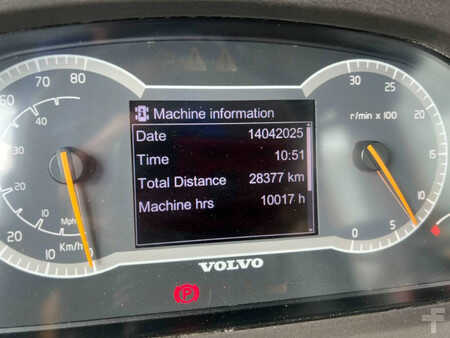 Machine information
Date 14042025
Time 10:51
Total Distance 28377 km
Machine hrs 10017 h
80
70
60
40
30
20
10
20
10
0
Mph
Km/h
30
25
20
15
10
5
0
r/min x 100
VOLVO
P